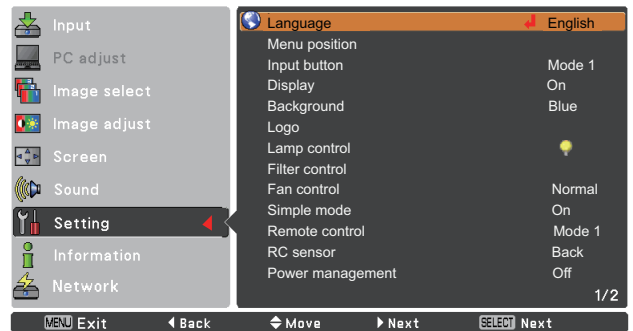 Input
PC adjust
Image select
Image adjust
Screen
Sound
Setting
Information
Network
Language English
Menu position
Input button Mode 1
Display On
Background Blue
Logo
Lamp control
Filter control
Fan control Normal
Simple mode On
Remote control Mode 1
RC sensor Back
Power management Off
1/2
MENU Exit Back Move Next SELECT Next